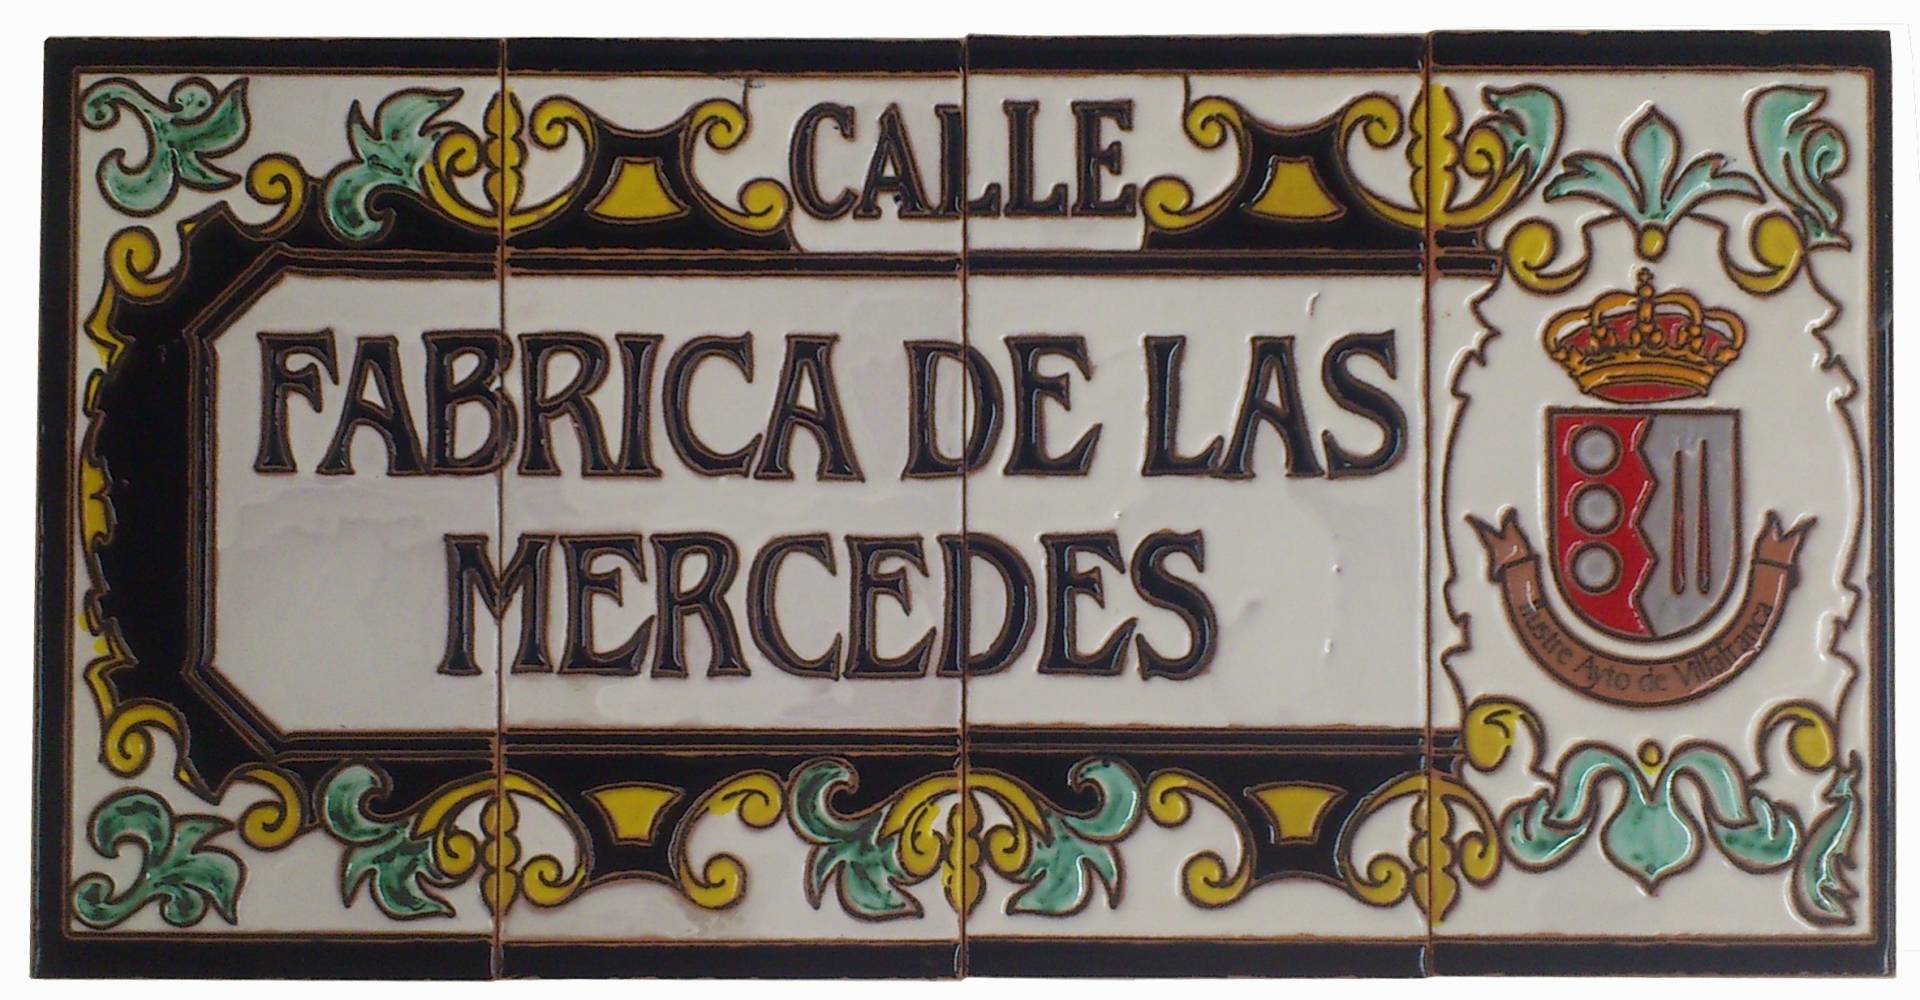 CALLE
FABRICA DE LAS
MERCEDES
Ilustre Ayto de Villafranca